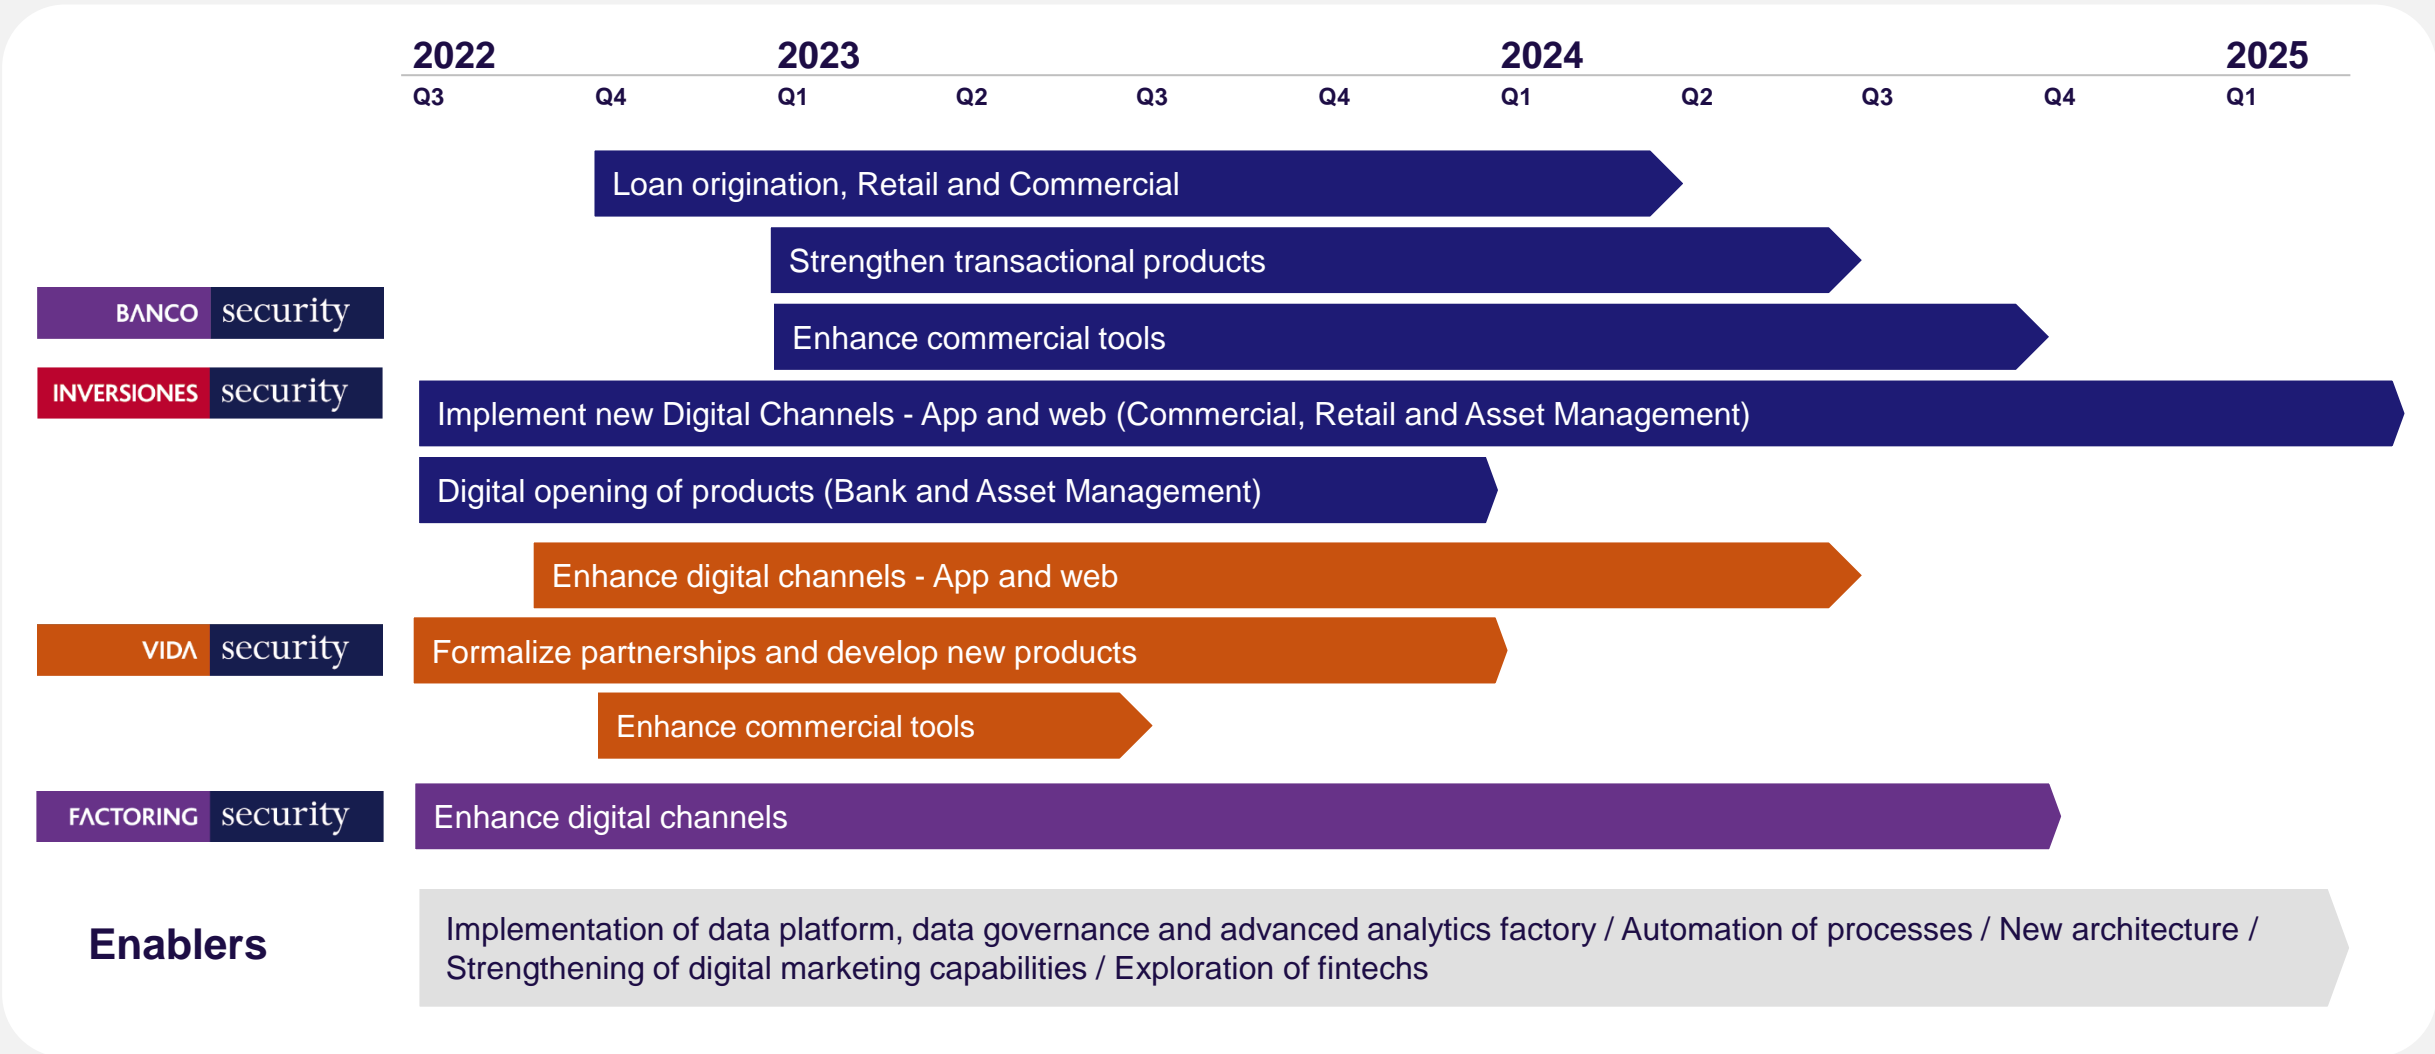 2022 2023 2024 2025
Q3 Q4 Q1 Q2 Q3 Q4 Q1 Q2 Q3 Q4 Q1
Loan origination, Retail and Commercial
Strengthen transactional products
BANCO security
Enhance commercial tools
INVERSIONES security
Implement new Digital Channels - App and web (Commercial, Retail and Asset Management)
Digital opening of products (Bank and Asset Management)
Enhance digital channels - App and web
VIDA security
Formalize partnerships and develop new products
Enhance commercial tools
FACTORING security
Enhance digital channels
Enablers
Implementation of data platform, data governance and advanced analytics factory / Automation of processes / New architecture /
Strengthening of digital marketing capabilities / Exploration of fintechs